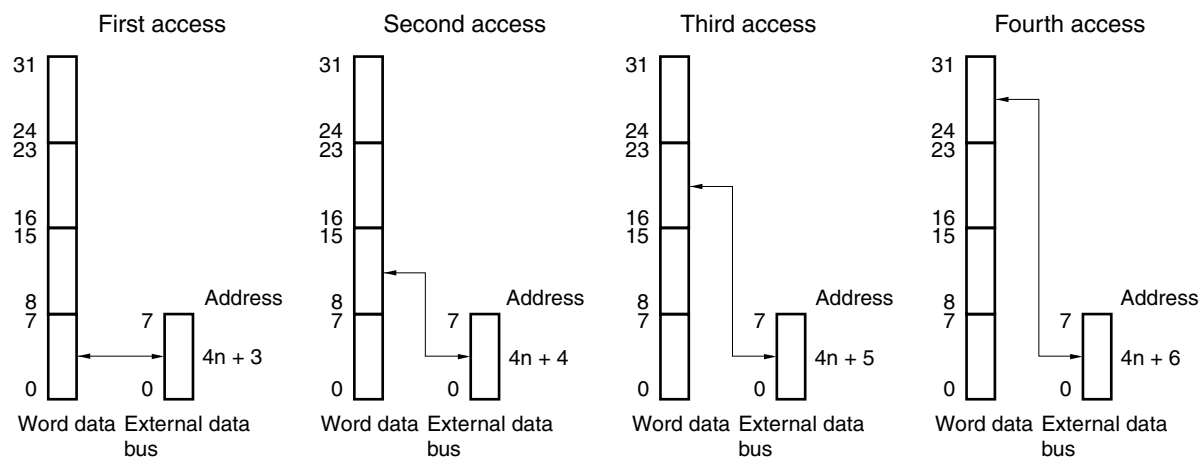 First access
31
24
23
16
15
8
7
0
Address
7
4n + 3
0
Word data External data
bus
Second access
31
24
23
16
15
8
7
0
Address
7
4n + 4
0
Word data External data
bus
Third access
31
24
23
16
15
8
7
0
Address
7
4n + 5
0
Word data External data
bus
Fourth access
31
24
23
16
15
8
7
0
Address
7
4n + 6
0
Word data External data
bus